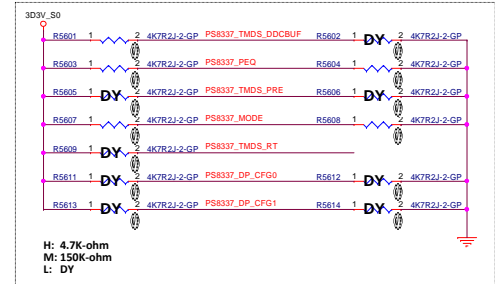 3D3V_S0
R5601 1 2 4K7R2J-2-GP PS8337_TMDS_DDCBUF R5602 1 DY 2 4K7R2J-2-GP
R5603 1 2 4K7R2J-2-GP PS8337_PEQ R5604 1 2 4K7R2J-2-GP
R5605 1 DY 2 4K7R2J-2-GP PS8337_TMDS_PRE R5606 1 DY 2 4K7R2J-2-GP
R5607 1 2 4K7R2J-2-GP PS8337_MODE R5608 1 2 4K7R2J-2-GP
R5609 1 DY 2 4K7R2J-2-GP PS8337_TMDS_RT
R5611 1 DY 2 4K7R2J-2-GP PS8337_DP_CFG0 R5612 1 DY 2 4K7R2J-2-GP
R5613 1 DY 2 4K7R2J-2-GP PS8337_DP_CFG1 R5614 1 DY 2 4K7R2J-2-GP
H: 4.7K-ohm
M: 150K-ohm
L: DY